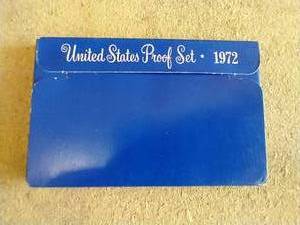 United States Proof Set • 1972